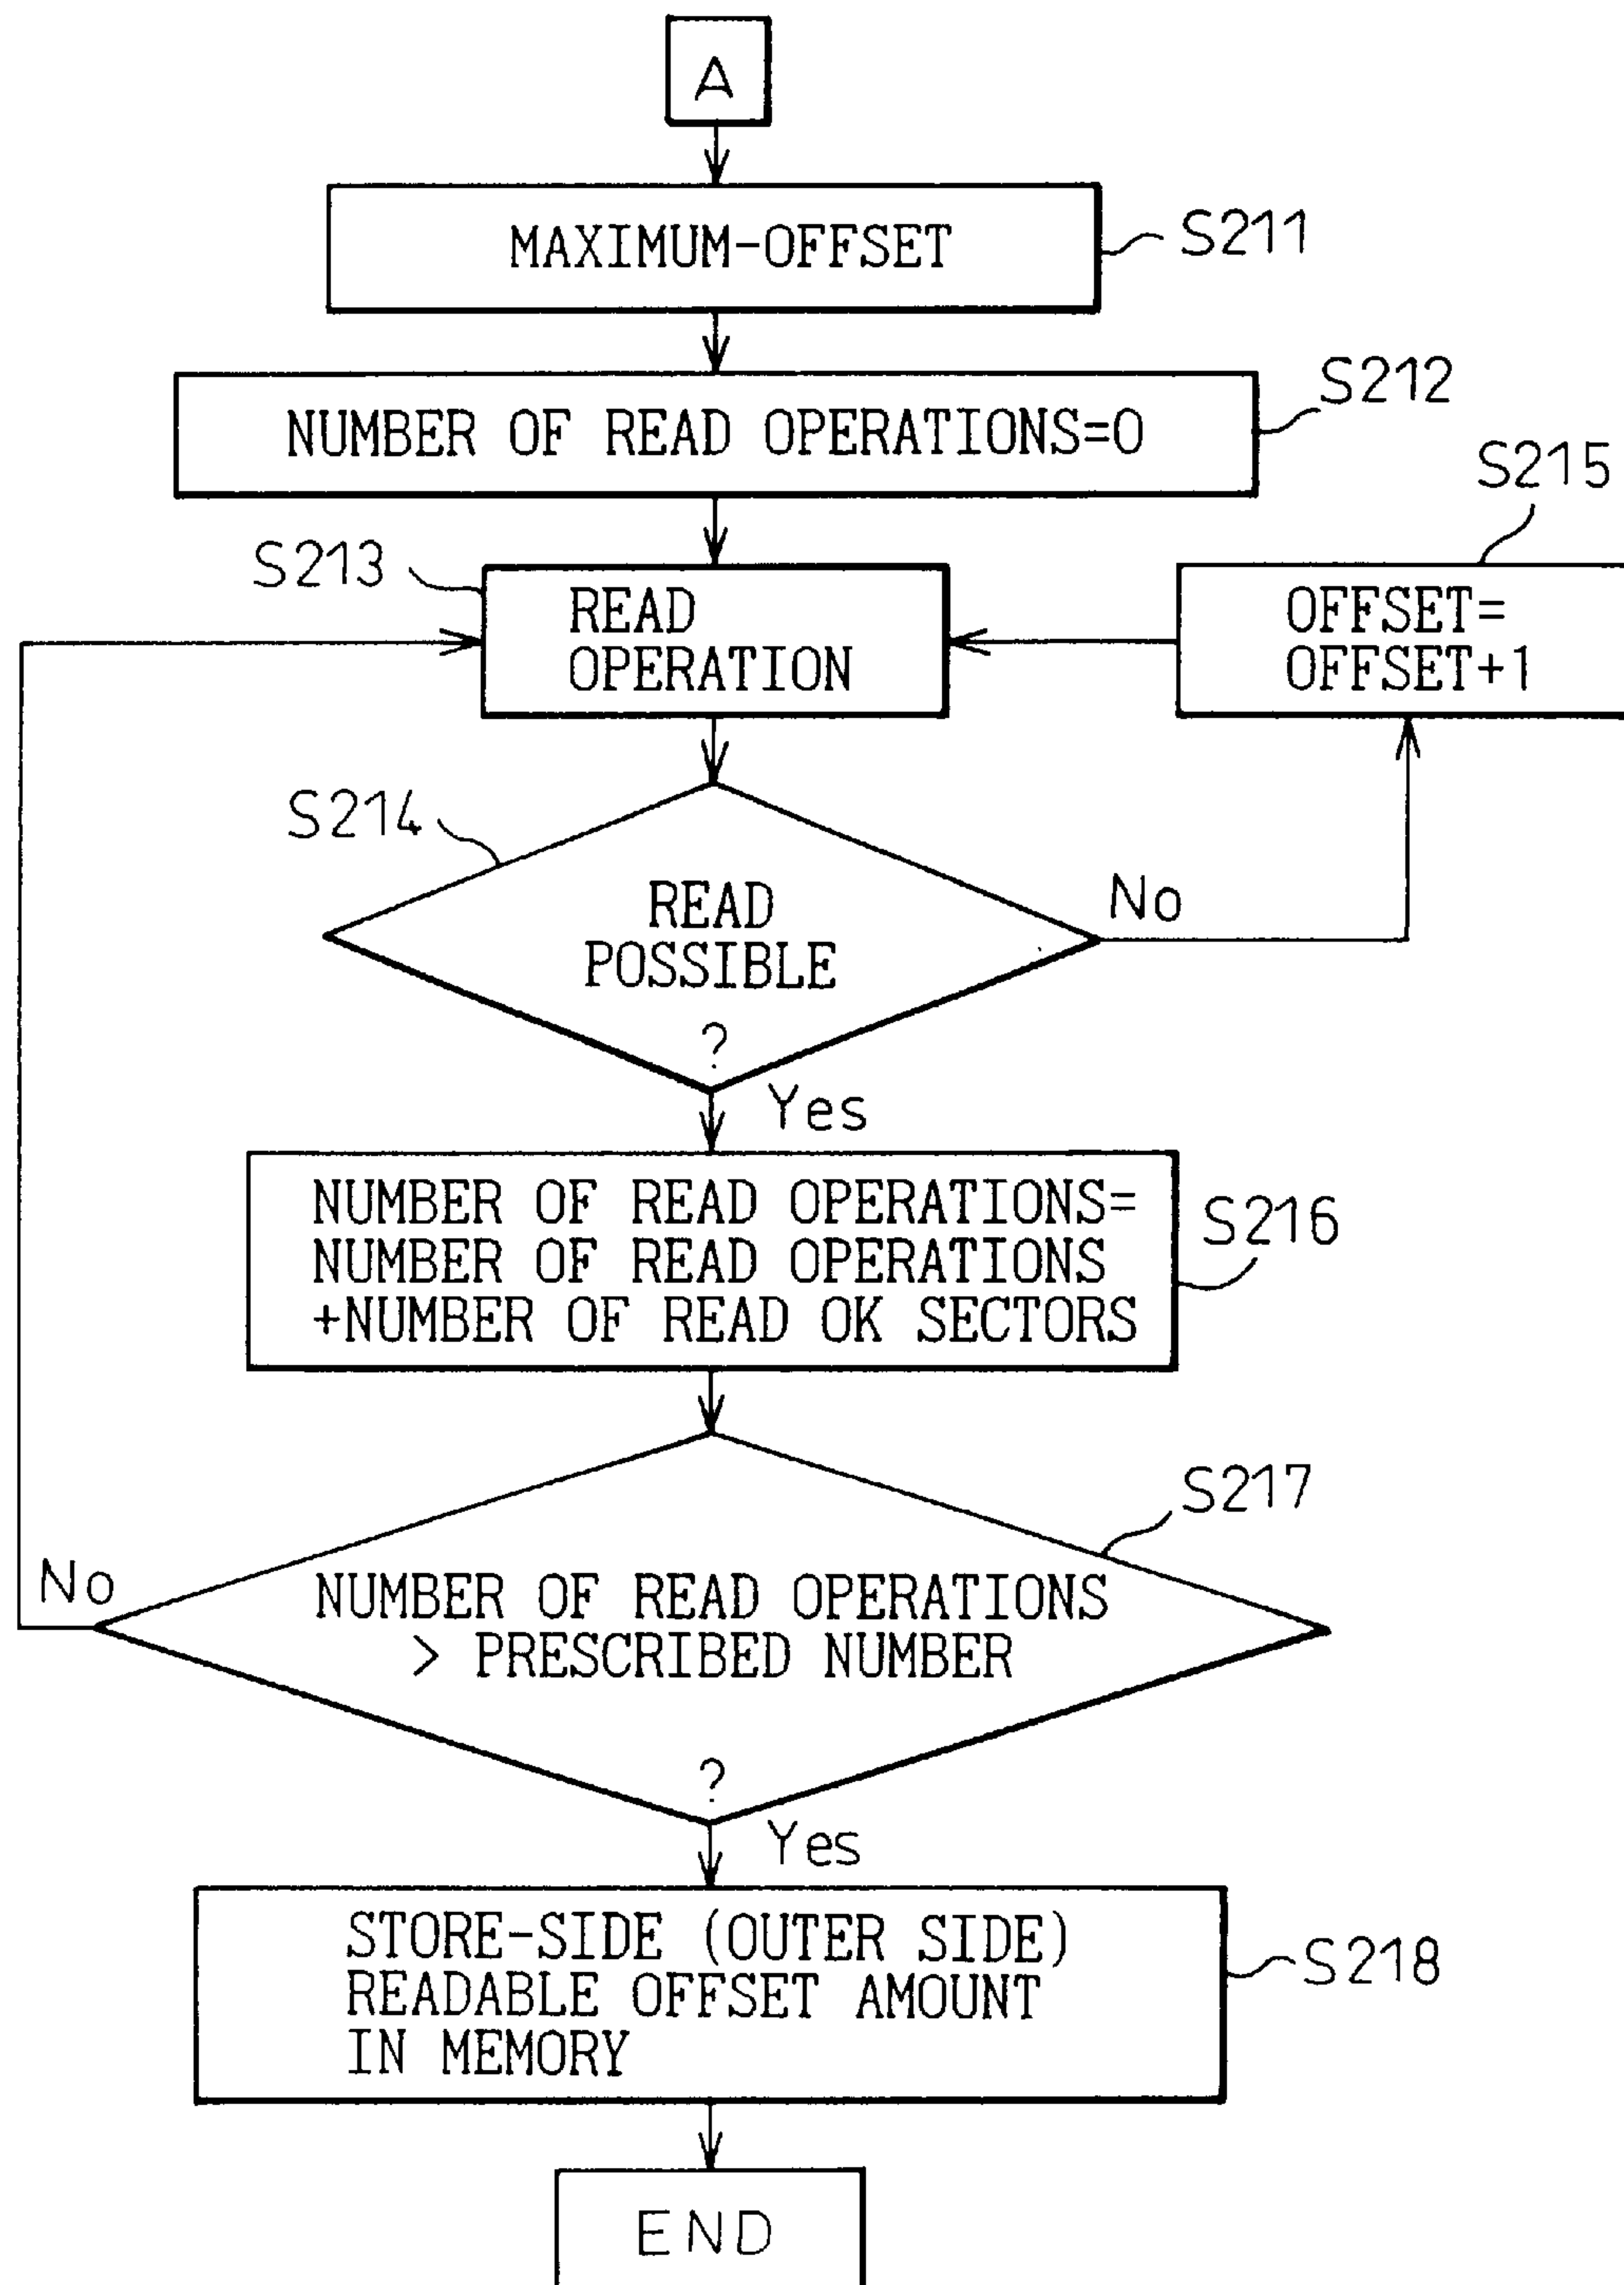 A
MAXIMUM-OFFSET
S211
NUMBER OF READ OPERATIONS=0
S212
S213
READ
OPERATION
S215
OFFSET=
OFFSET+1
S214
READ
POSSIBLE
?
No
Yes
NUMBER OF READ OPERATIONS=
NUMBER OF READ OPERATIONS
+NUMBER OF READ OK SECTORS
S216
S217
NUMBER OF READ OPERATIONS
> PRESCRIBED NUMBER
?
No
Yes
STORE-SIDE (OUTER SIDE)
READABLE OFFSET AMOUNT
IN MEMORY
S218
END